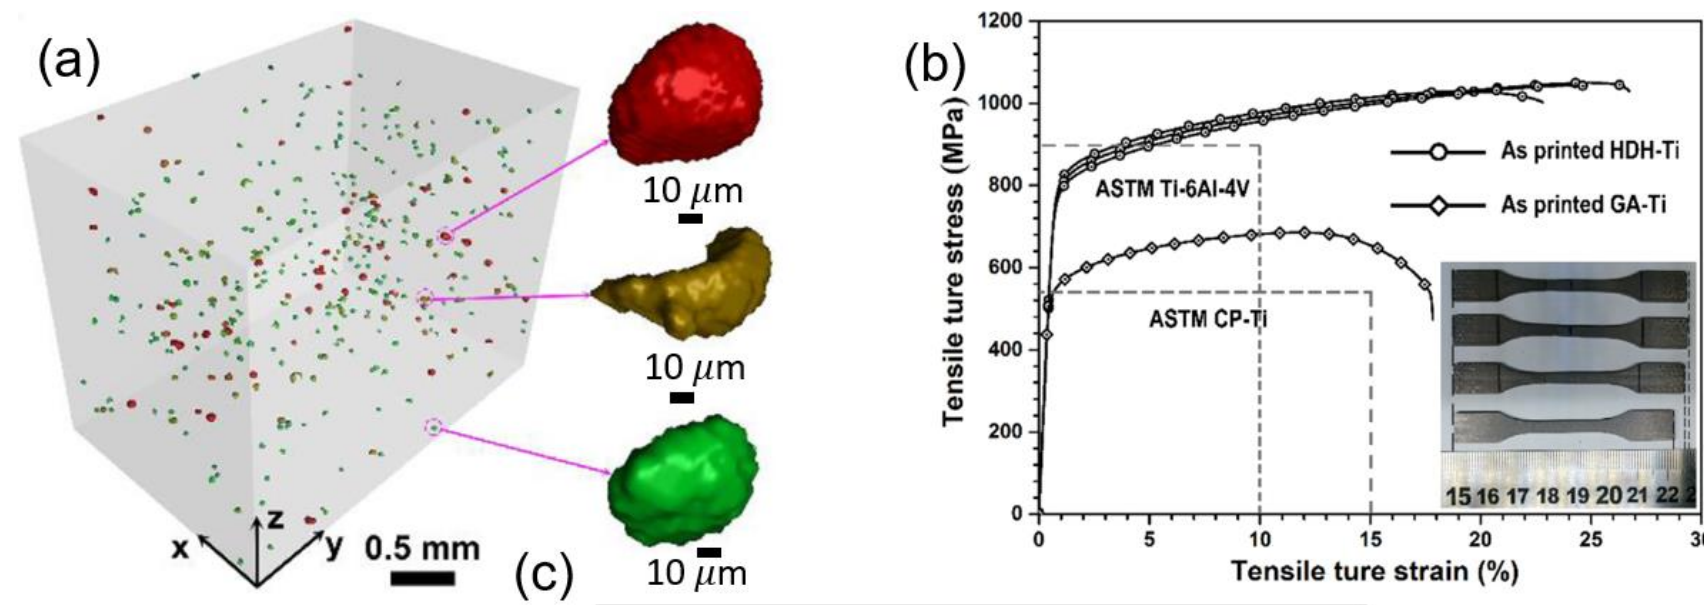 (a)
10 μm
10 μm
10 μm
x
z
y
0.5 mm
(c)
(b)
Tensile ture stress (MPa)
1200
1000
800
600
400
200
0
As printed HDH-Ti
As printed GA-Ti
ASTM Ti-6Al-4V
ASTM CP-Ti
15 16 17 18 19 20 21 22 2
0 5 10 15 20 25 30
Tensile ture strain (%)